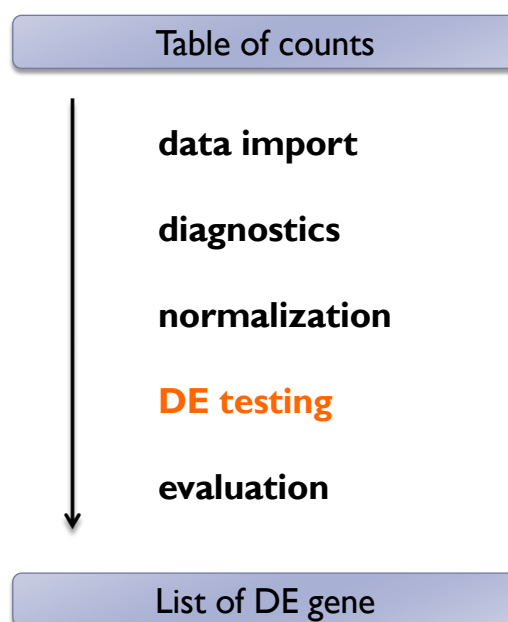 Table of counts
data import
diagnostics
normalization
DE testing
evaluation
List of DE gene